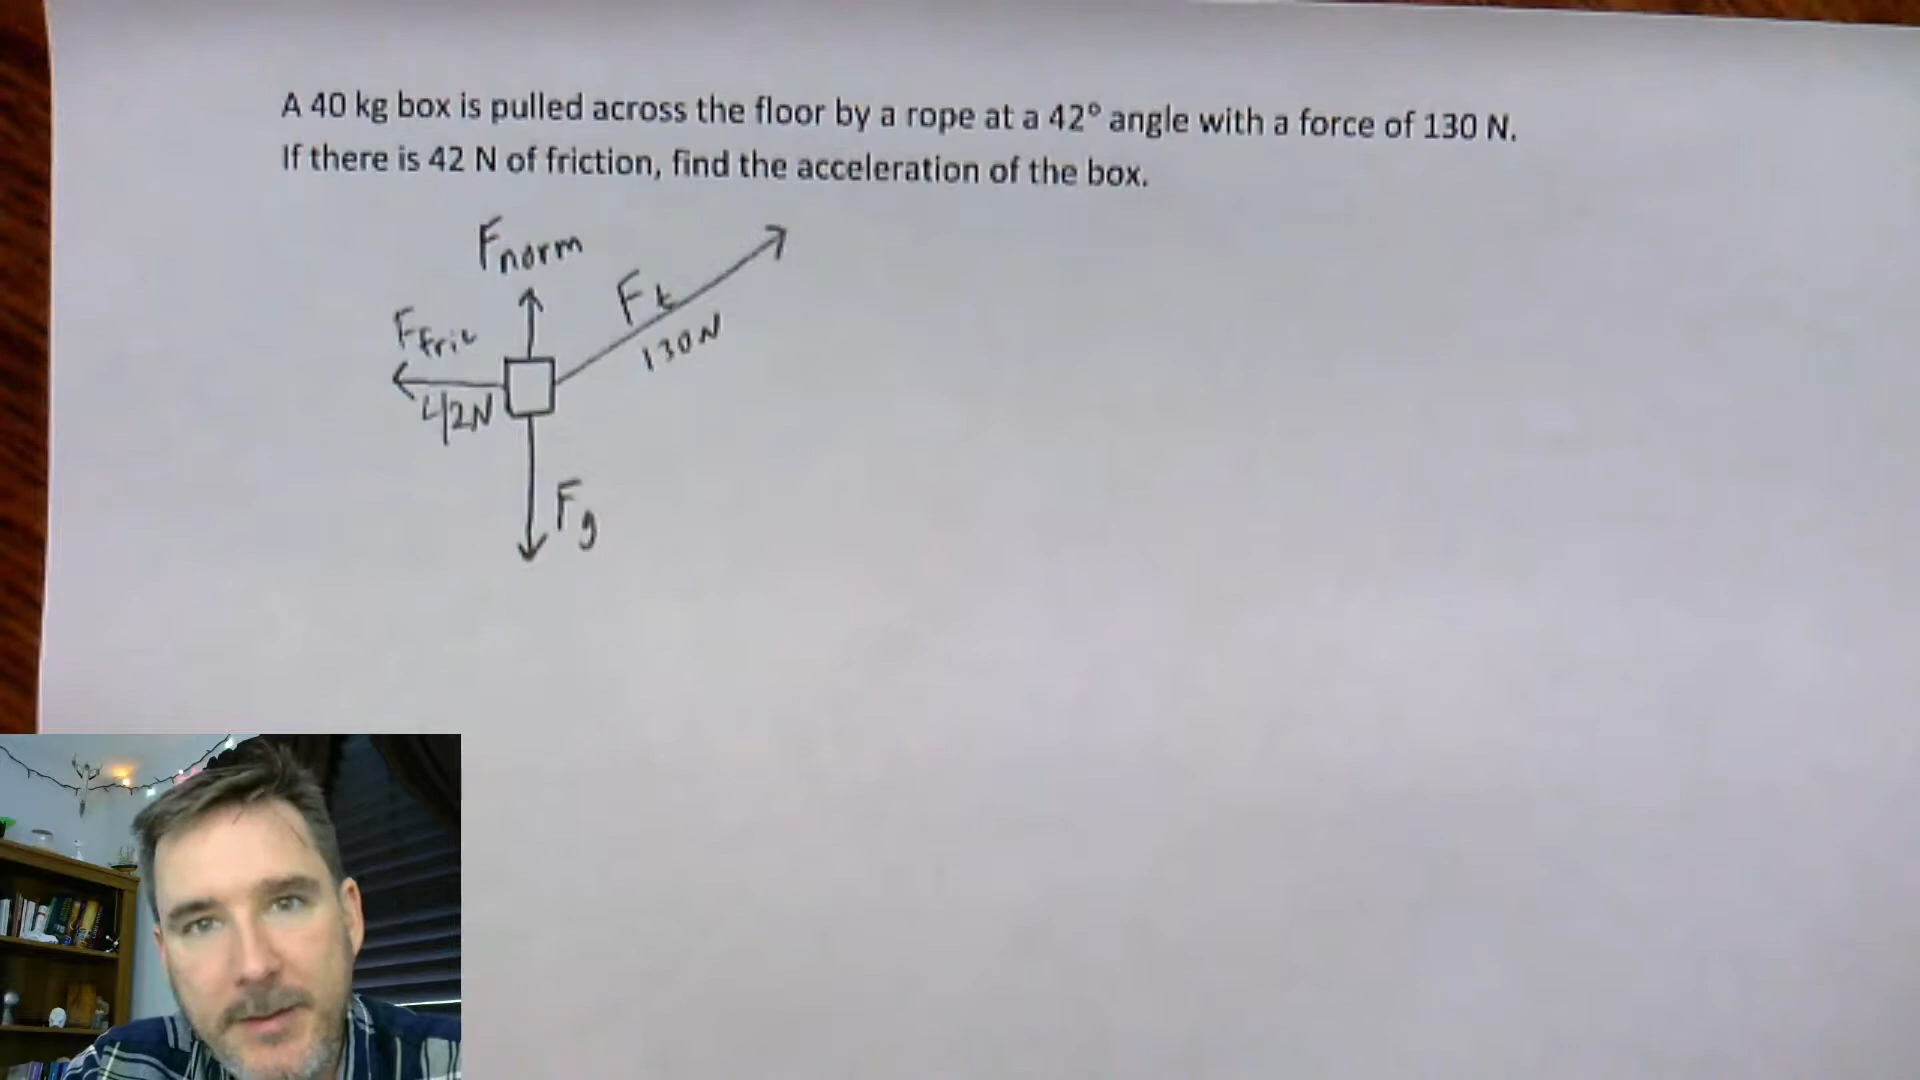 A 40 kg box is pulled across the floor by a rope at a 42° angle with a force of 130 N.
If there is 42 N of friction, find the acceleration of the box.
Fnorm
Ft
130N
Ffric
42N
Fg